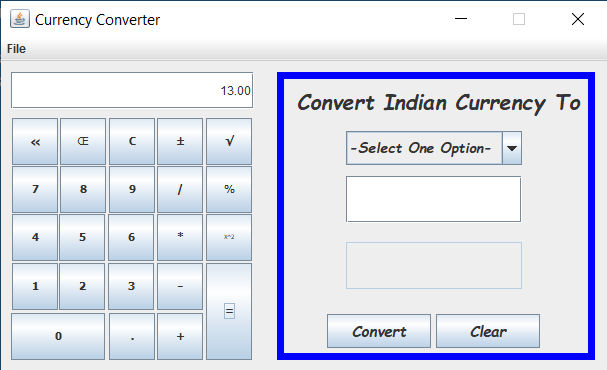 Currency Converter
File
13.00
« Œ C ± √
7 8 9 / %
4 5 6 * x^2
1 2 3 - =
0 . +
Convert Indian Currency To
-Select One Option-
Convert Clear